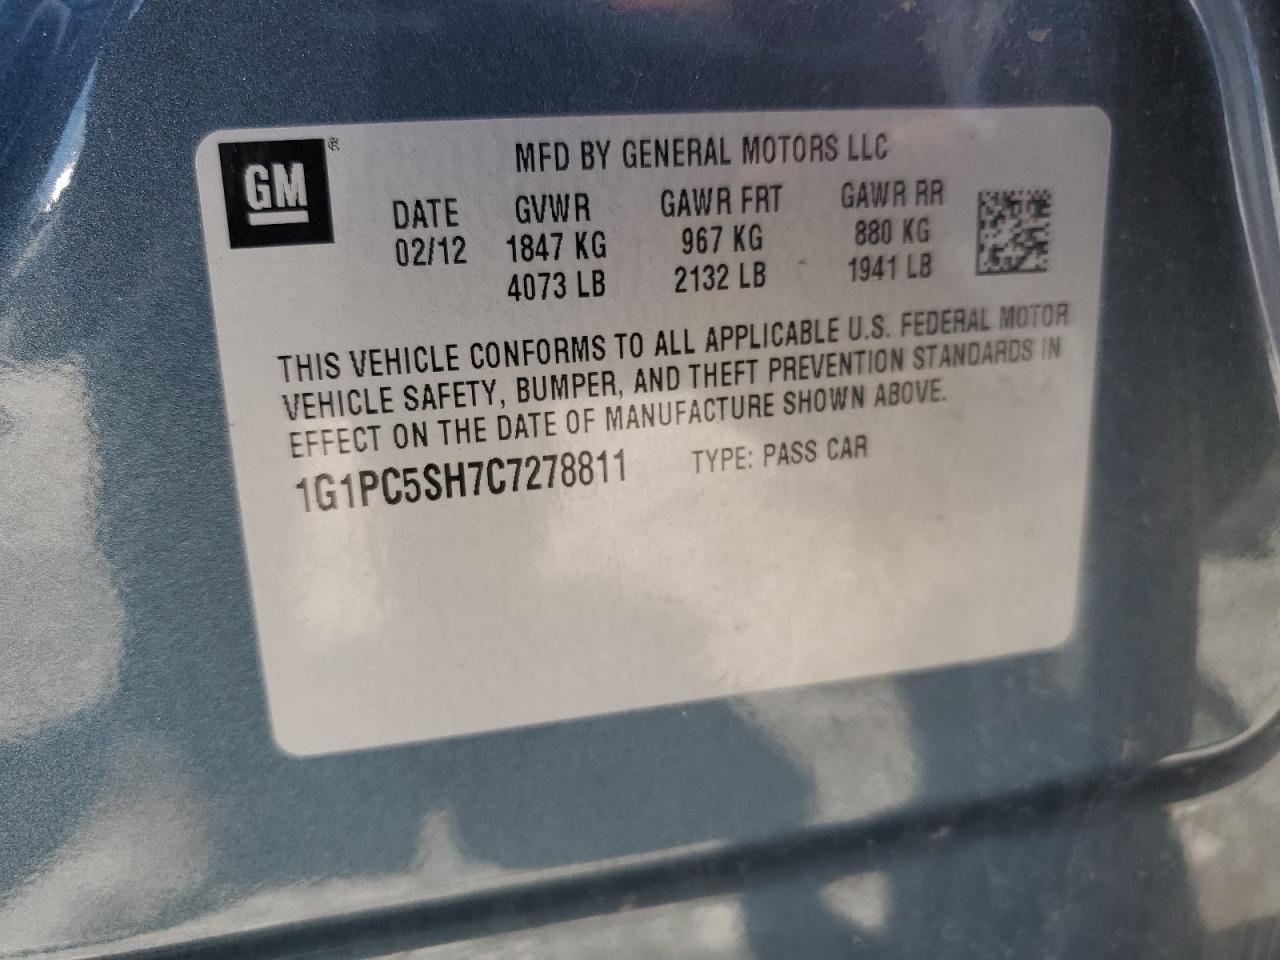 GM ®
MFD BY GENERAL MOTORS LLC
DATE GVWR GAWR FRT GAWR RR
02/12 1847 KG 967 KG 880 KG
4073 LB 2132 LB 1941 LB
THIS VEHICLE CONFORMS TO ALL APPLICABLE U.S. FEDERAL MOTOR
VEHICLE SAFETY, BUMPER, AND THEFT PREVENTION STANDARDS IN
EFFECT ON THE DATE OF MANUFACTURE SHOWN ABOVE.
1G1PC5SH7C7278811 TYPE: PASS CAR